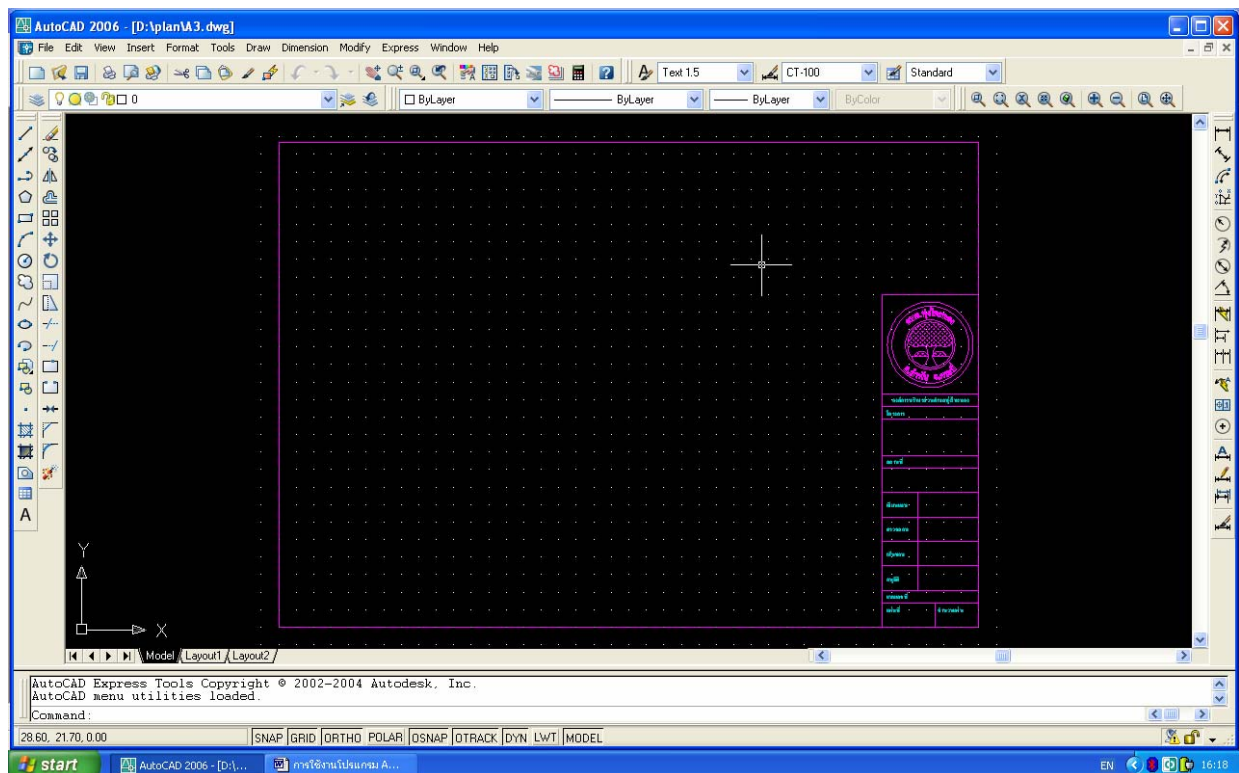 AutoCAD 2006 - [D:\plan\A3.dwg]
File Edit View Insert Format Tools Draw Dimension Modify Express Window Help
Text 1.5 CT-100 Standard
0 ByLayer ByLayer ByLayer ByColor
A
Y
X
Model Layout1 Layout2
AutoCAD Express Tools Copyright © 2002-2004 Autodesk, Inc.
AutoCAD menu utilities loaded.
Command:
28.60, 21.70, 0.00 SNAP GRID ORTHO POLAR OSNAP OTRACK DYN LWT MODEL
start AutoCAD 2006 - [D:\... การใช้งานโปรแกรม A... EN 16:18